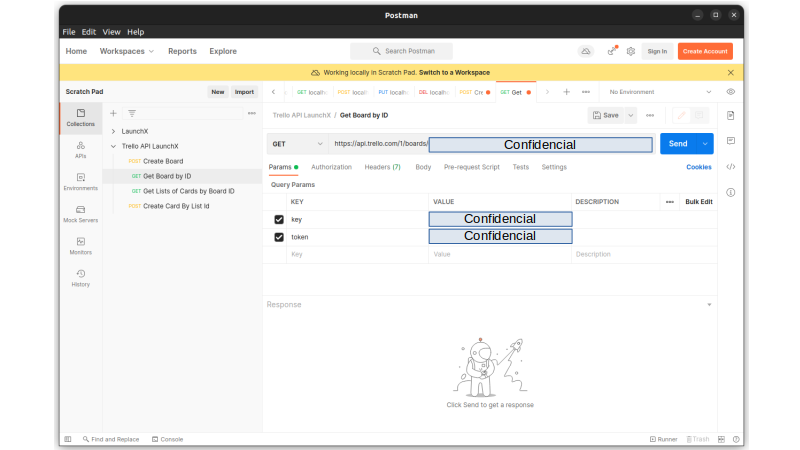 Postman
File Edit View Help
Home Workspaces Reports Explore Search Postman Sign In Create Account
Working locally in Scratch Pad. Switch to a Workspace
Scratch Pad New Import
GET localh POST local PUT localh DEL localh POST Cre GET Get No Environment
Collections
APIs
Environments
Mock Servers
Monitors
History
LaunchX
Trello API LaunchX
POST Create Board
GET Get Board by ID
GET Get Lists of Cards by Board ID
POST Create Card By List Id
Trello API LaunchX / Get Board by ID Save
GET https://api.trello.com/1/boards/ Confidencial Send
Params Authorization Headers (7) Body Pre-request Script Tests Settings Cookies
Query Params
KEY VALUE DESCRIPTION Bulk Edit
key Confidencial
token Confidencial
Key Value Description
Response
Click Send to get a response
Find and Replace Console Runner Trash